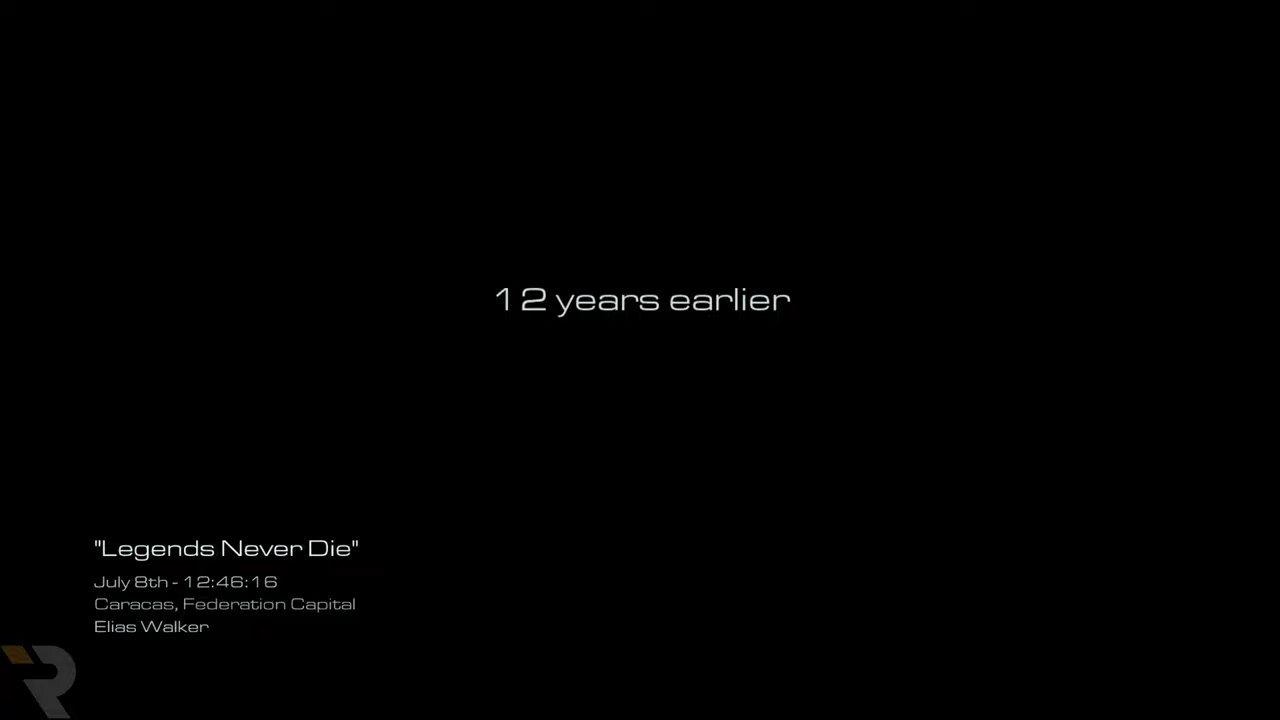 12 years earlier
"Legends Never Die"
July 8th - 12:46:16
Caracas, Federation Capital
Elias Walker